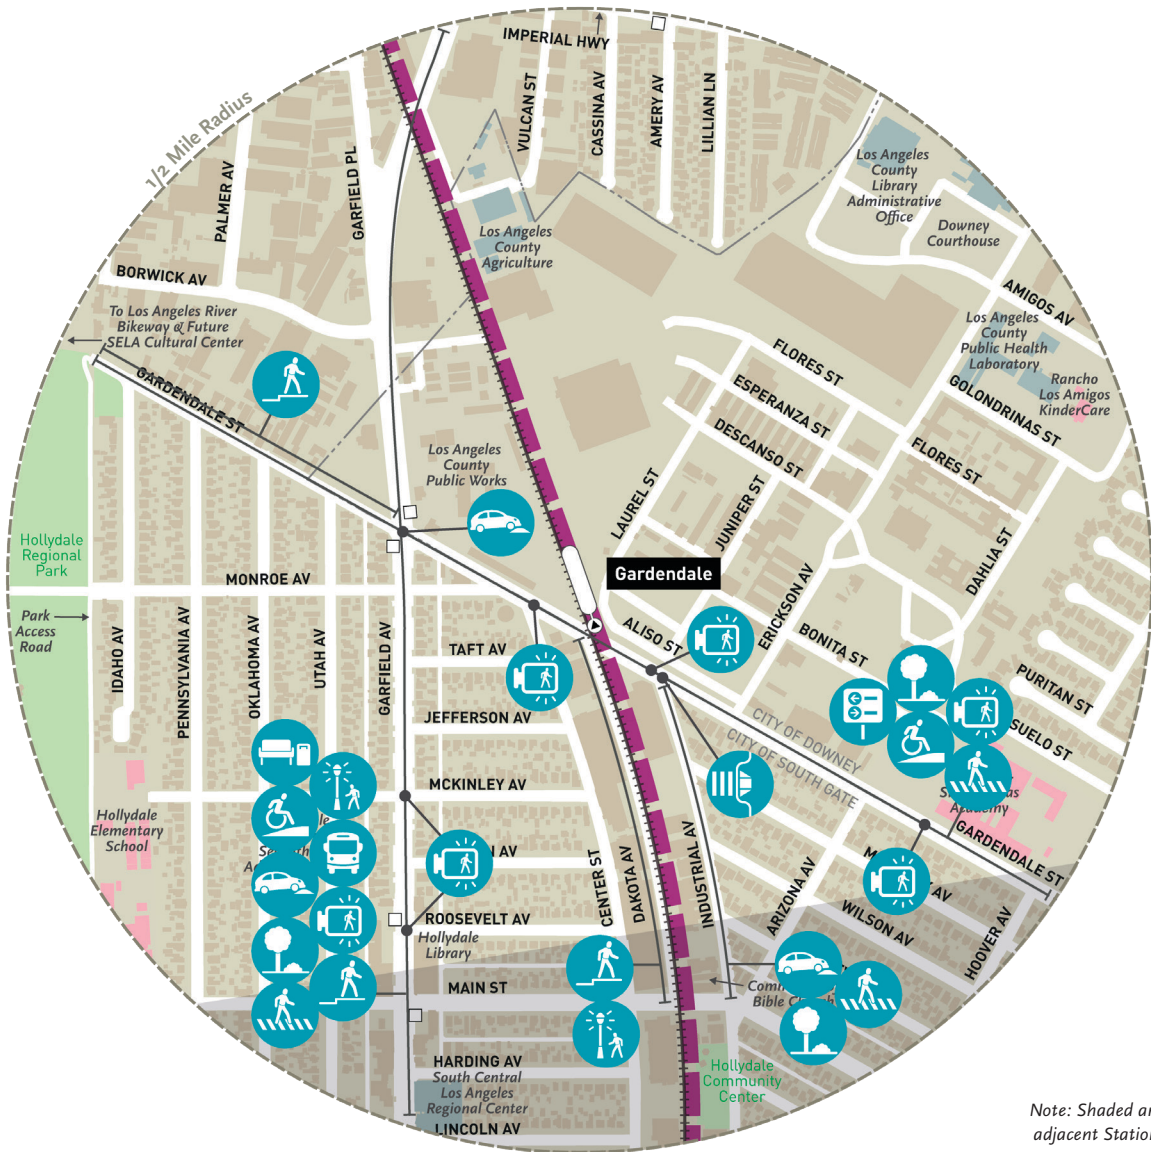 IMPERIAL HWY
1/2 Mile Radius
VULCAN ST
CASSINA AV
AMERY AV
LILLIAN LN
PALMER AV
GARFIELD PL
Los Angeles
County
Library
Administrative
Office
Downey
Courthouse
Los Angeles
County
Agriculture
BORWICK AV
AMIGOS AV
To Los Angeles River
Bikeway & Future
SELA Cultural Center
Los Angeles
County
Public Health
Laboratory
Rancho
Los Amigos
KinderCare
FLORES ST
ESPERANZA ST
DESCANSO ST
GOLONDRINAS ST
FLORES ST
GARDENDALE ST
Los Angeles
County
Public Works
LAUREL ST
JUNIPER ST
DAHLIA ST
Hollydale
Regional
Park
MONROE AV
Gardendale
Park
Access
Road
IDAHO AV
PENNSYLVANIA AV
OKLAHOMA AV
UTAH AV
GARFIELD AV
TAFT AV
ALISO ST
ERICKSON AV
BONITA ST
PURITAN ST
SUELO ST
JEFFERSON AV
CITY OF DOWNEY
CITY OF SOUTH GATE
MCKINLEY AV
Hollydale
Elementary
School
Academy
GARDENDALE ST
AV
CENTER ST
DAKOTA AV
INDUSTRIAL AV
ARIZONA AV
AV
WILSON AV
HOOVER AV
ROOSEVELT AV
Hollydale
Library
MAIN ST
Bible Church
HARDING AV
South Central
Los Angeles
Regional Center
LINCOLN AV
Hollydale
Community
Center
Note: Shaded
adjacent